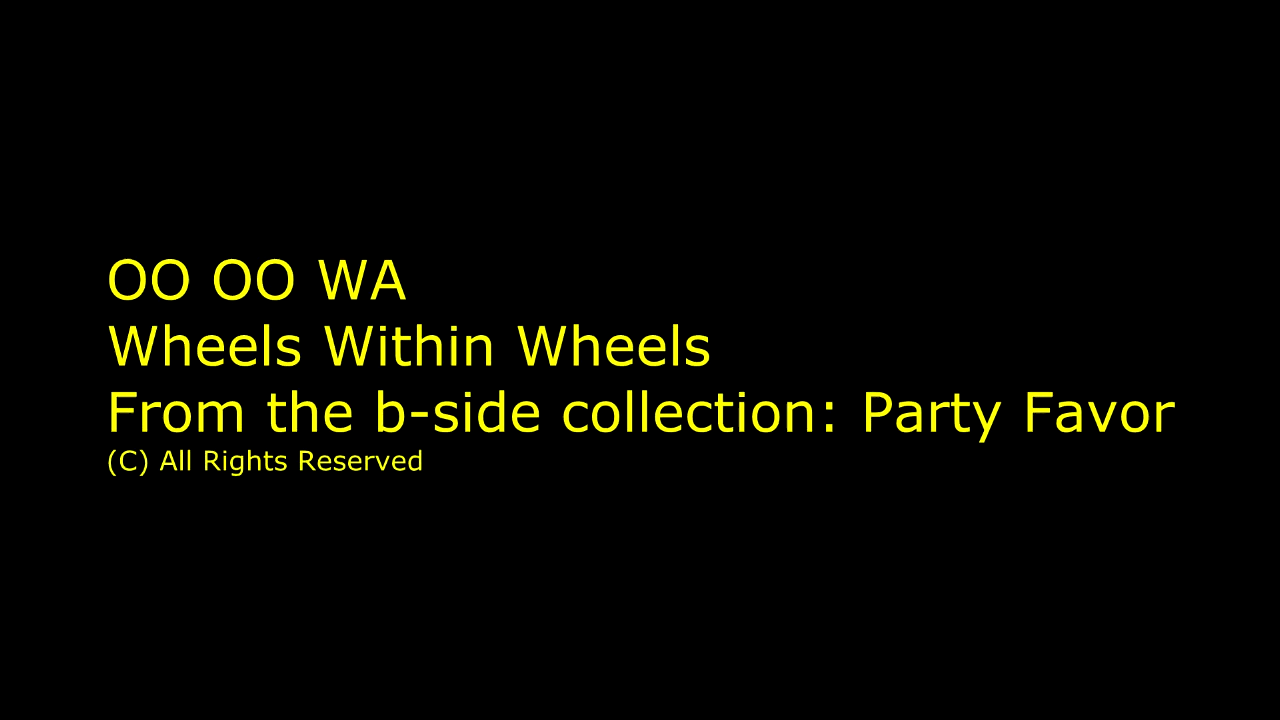 OO OO WA
Wheels Within Wheels
From the b-side collection: Party Favor
(C) All Rights Reserved